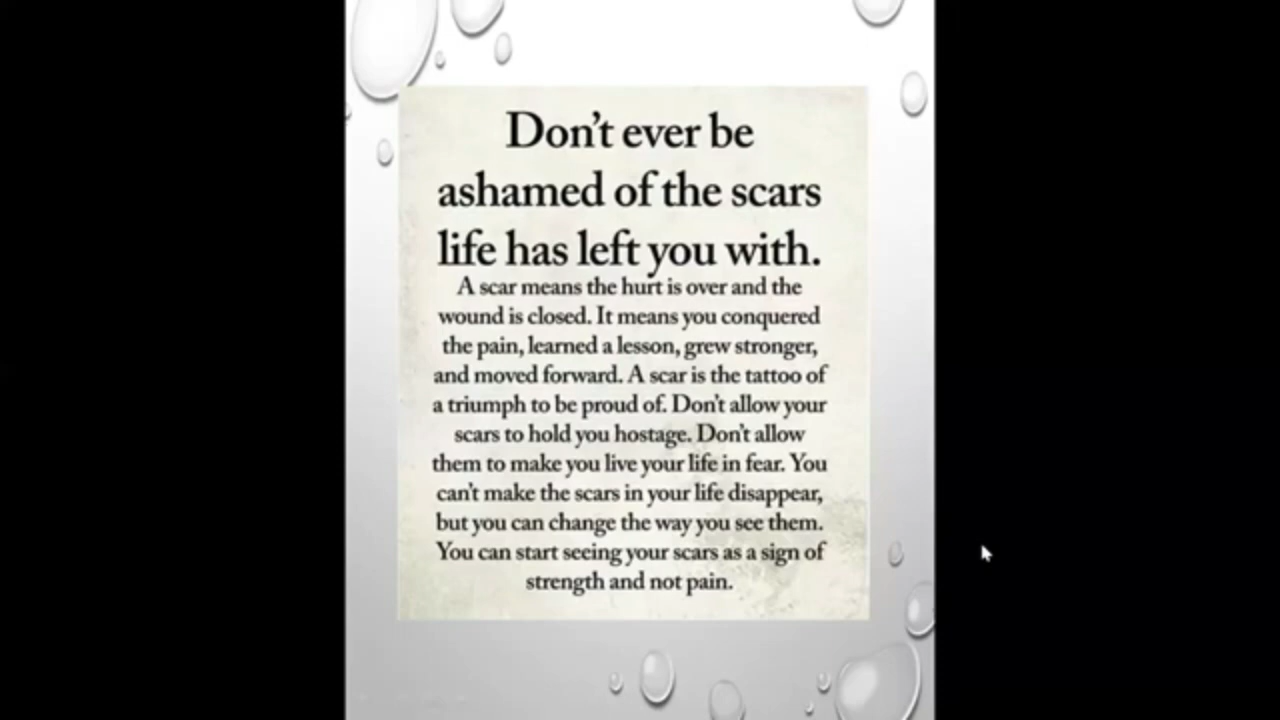 Don't ever be
ashamed of the scars
life has left you with.
A scar means the hurt is over and the
wound is closed. It means you conquered
the pain, learned a lesson, grew stronger,
and moved forward. A scar is the tattoo of
a triumph to be proud of. Don't allow your
scars to hold you hostage. Don't allow
them to make you live your life in fear. You
can't make the scars in your life disappear,
but you can change the way you see them.
You can start seeing your scars as a sign of
strength and not pain.